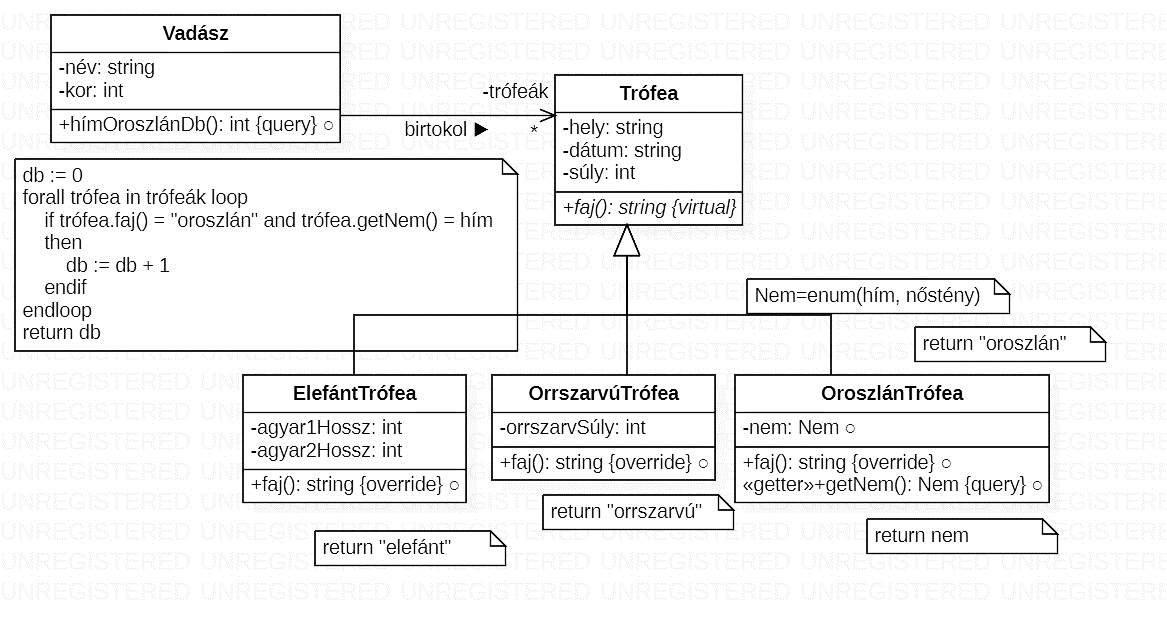 Vadász
-név: string
-kor: int
+hímOroszlánDb(): int {query} ○
-trófeák
birtokol ▶
*
Trófea
-hely: string
-dátum: string
-súly: int
+faj(): string {virtual}
db := 0
forall trófea in trófeák loop
if trófea.faj() = "oroszlán" and trófea.getNem() = hím
then
db := db + 1
endif
endloop
return db
Nem=enum(hím, nőstény)
return "oroszlán"
ElefántTrófea
-agyar1Hossz: int
-agyar2Hossz: int
+faj(): string {override} ○
return "elefánt"
OrrszarvúTrófea
-orrszarvSúly: int
+faj(): string {override} ○
return "orrszarvú"
OroszlánTrófea
-nem: Nem ○
+faj(): string {override} ○
«getter»+getNem(): Nem {query} ○
return nem
UNREGISTERED